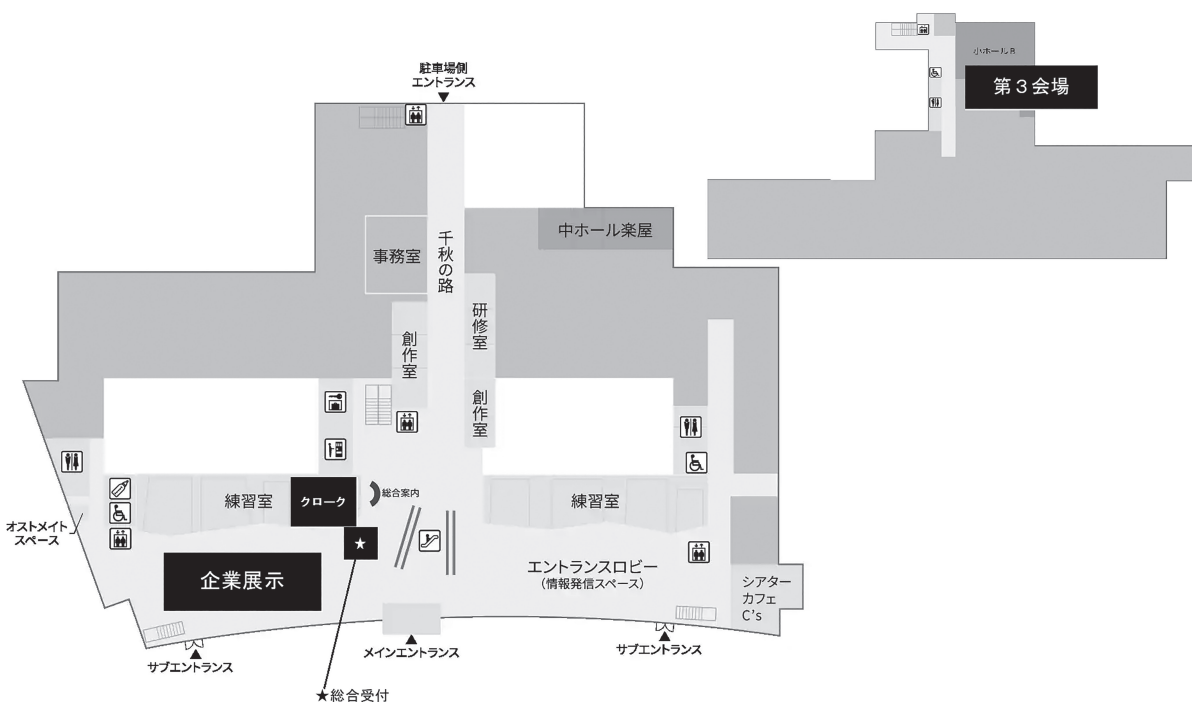 駐車場側
エントランス
小ホールB
第3会場
中ホール楽屋
事務室
千秋の路
研修室
創作室
創作室
総合案内
練習室
クローク
練習室
オストメイト
スペース
★
企業展示
エントランスロビー
(情報発信スペース)
シアター
カフェ
C's
サブエントランス
メインエントランス
サブエントランス
★総合受付